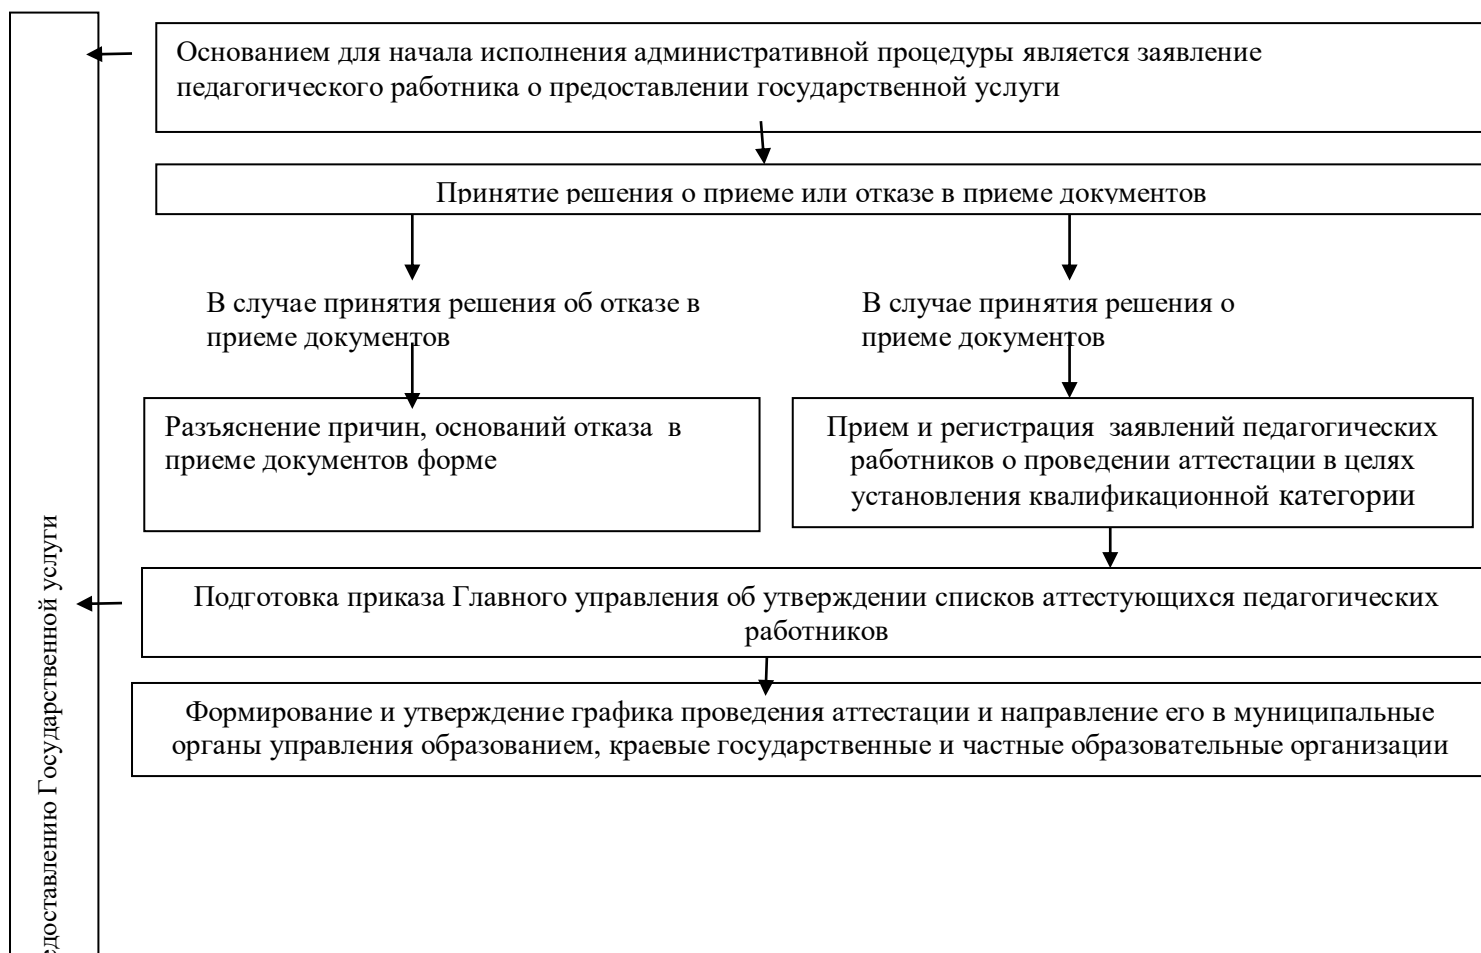 Основанием для начала исполнения административной процедуры является заявление
педагогического работника о предоставлении государственной услуги
Принятие решения о приеме или отказе в приеме документов
В случае принятия решения об отказе в
приеме документов
В случае принятия решения о
приеме документов
Разъяснение причин, оснований отказа  в
приеме документов форме
Прием и регистрация  заявлений педагогических
работников о проведении аттестации в целях
установления квалификационной категории
Подготовка приказа Главного управления об утверждении списков аттестующихся педагогических
работников
Формирование и утверждение графика проведения аттестации и направление его в муниципальные
органы управления образованием, краевые государственные и частные образовательные организации
Государственной услуги